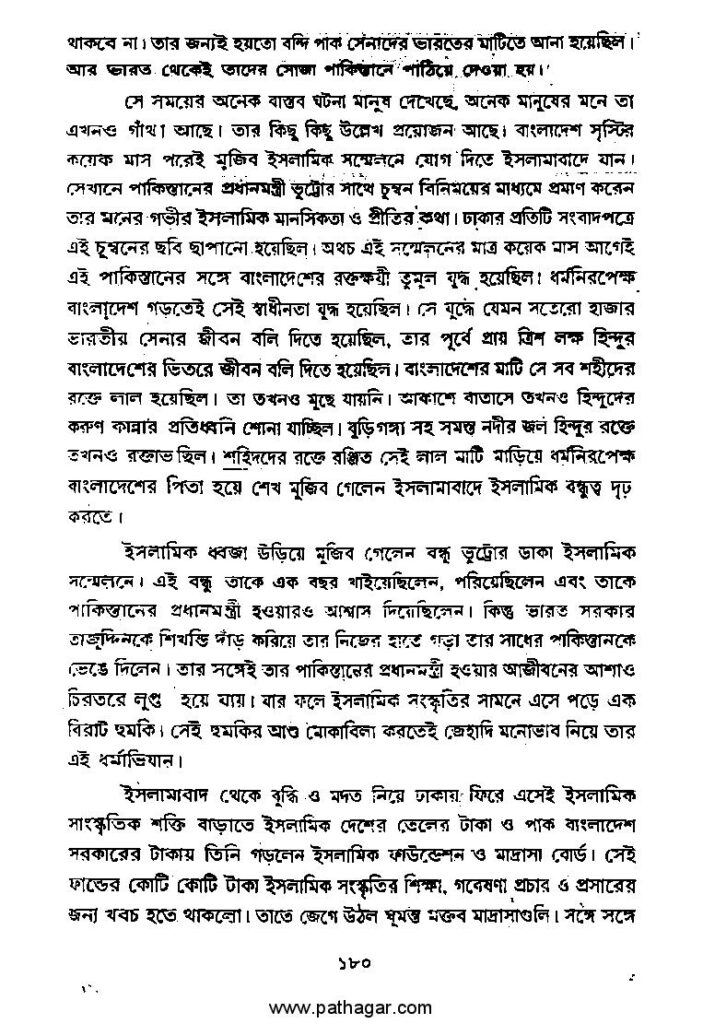 থাকবে না। তার জন্যই হয়তো বন্দি পাক সেনাদের ভারতের মাটিতে আনা হয়েছিল।
আর ভারত থেকেই তাদের সোজা পাকিস্তানে পাঠিয়ে দেওয়া হয়।'
সে সময়ের অনেক বাস্তব ঘটনা মানুষ দেখেছে, অনেক মানুষের মনে তা
এখনও গাঁথা আছে। তার কিছু কিছু উল্লেখ প্রয়োজন আছে। বাংলাদেশ সৃস্টির
কয়েক মাস পরেই মুজিব ইসলামিক সম্মেলনে যোগ দিতে ইসলামাবাদে যান।
সেখানে পাকিস্তানের প্রধানমন্ত্রী ভুট্টোর সাথে চুম্বন বিনিময়ের মাধ্যমে প্রমাণ করেন
তার মনের গভীর ইসলামিক মানসিকতা ও প্রীতির কথা। ঢাকার প্রতিটি সংবাদপত্রে
এই চুম্বনের ছবি ছাপানো হয়েছিল। অথচ এই সম্মেলনের মাত্র কয়েক মাস আগেই
এই পাকিস্তানের সঙ্গে বাংলাদেশের রক্তক্ষয়ী তুমুল যুদ্ধ হয়েছিল। ধর্মনিরপেক্ষ
বাংলাদেশ গড়তেই সেই স্বাধীনতা যুদ্ধ হয়েছিল। সে যুদ্ধে যেমন সতেরো হাজার
ভারতীয় সেনার জীবন বলি দিতে হয়েছিল, তার পূর্বে প্রায় ত্রিশ লক্ষ হিন্দুর
বাংলাদেশের ভিতরে জীবন বলি দিতে হয়েছিল। বাংলাদেশের মাটি সে সব শহীদের
রক্তে লাল হয়েছিল। তা তখনও মুছে যায়নি। আকাশে বাতাসে তখনও হিন্দুদের
করুণ কান্নার প্রতিধ্বনি শোনা যাচ্ছিল। বুড়িগঙ্গা সহ সমস্ত নদীর জল হিন্দুর রক্তে
তখনও রক্তাভ ছিল। শহিদদের রক্তে রঞ্জিত সেই লাল মাটি মাড়িয়ে ধর্মনিরপেক্ষ
বাংলাদেশের পিতা হয়ে শেখ মুজিব গেলেন ইসলামাবাদে ইসলামিক বন্ধুত্ব দৃঢ়
করতে।
ইসলামিক ধ্বজা উড়িয়ে মুজিব গেলেন বন্ধু ভুট্টোর ডাকা ইসলামিক
সম্মেলনে। এই বন্ধু তাকে এক বছর খাইয়েছিলেন, পরিয়েছিলেন এবং তাকে
পাকিস্তানের প্রধানমন্ত্রী হওয়ারও আশ্বাস দিয়েছিলেন। কিন্তু ভারত সরকার
তাজুদ্দিনকে শিখন্ডি দাঁড় করিয়ে তার নিজের হাতে গড়া তার সাধের পাকিস্তানকে
ভেঙে দিলেন। তার সঙ্গেই তার পাকিস্তানের প্রধানমন্ত্রী হওয়ার আজীবনের আশাও
চিরতরে লুপ্ত হয়ে যায়। যার ফলে ইসলামিক সংস্কৃতির সামনে এসে পড়ে এক
বিরাট হুমকি। সেই হুমকির আশু মোকাবিলা করতেই জেহাদি মনোভাব নিয়ে তার
এই ধর্মাভিযান।
ইসলামাবাদ থেকে বুদ্ধি ও মদত নিয়ে ঢাকায় ফিরে এসেই ইসলামিক
সাংস্কৃতিক শক্তি বাড়াতে ইসলামিক দেশের তেলের টাকা ও পাক বাংলাদেশ
সরকারের টাকায় তিনি গড়লেন ইসলামিক ফাউন্ডেশন ও মাদ্রাসা বোর্ড। সেই
ফান্ডের কোটি কোটি টাকা ইসলামিক সংস্কৃতির শিক্ষা, গবেষণা প্রচার ও প্রসারের
জন্য খরচ হতে থাকলো। তাতে জেগে উঠল ঘুমন্ত মক্তব মাদ্রাসাগুলি। সঙ্গে সঙ্গে
১৮০
www.pathagar.com